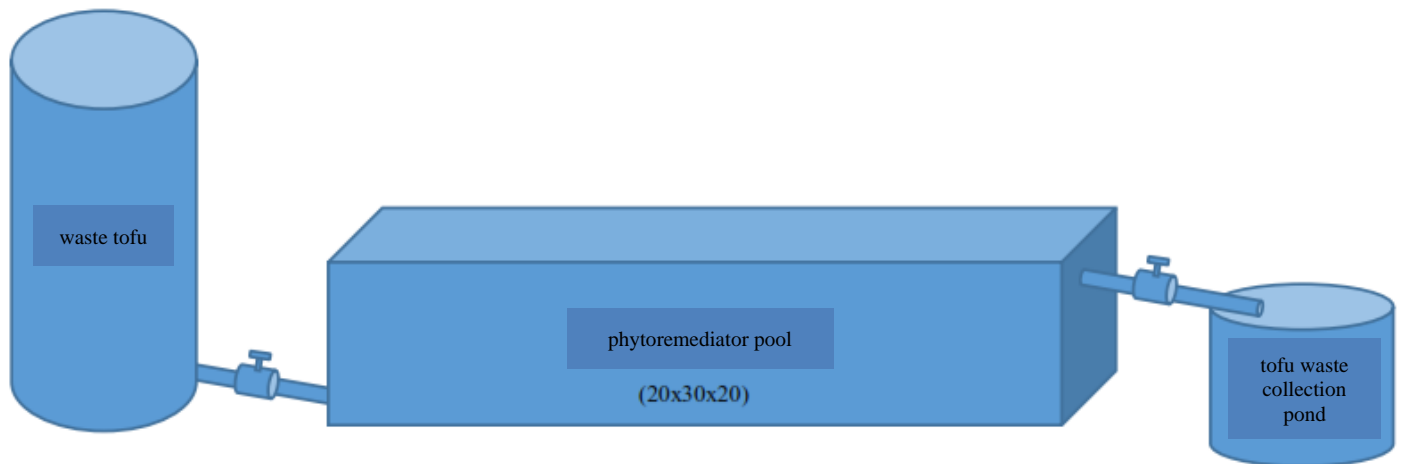 waste tofu
phytoremediator pool
(20x30x20)
tofu waste
collection
pond